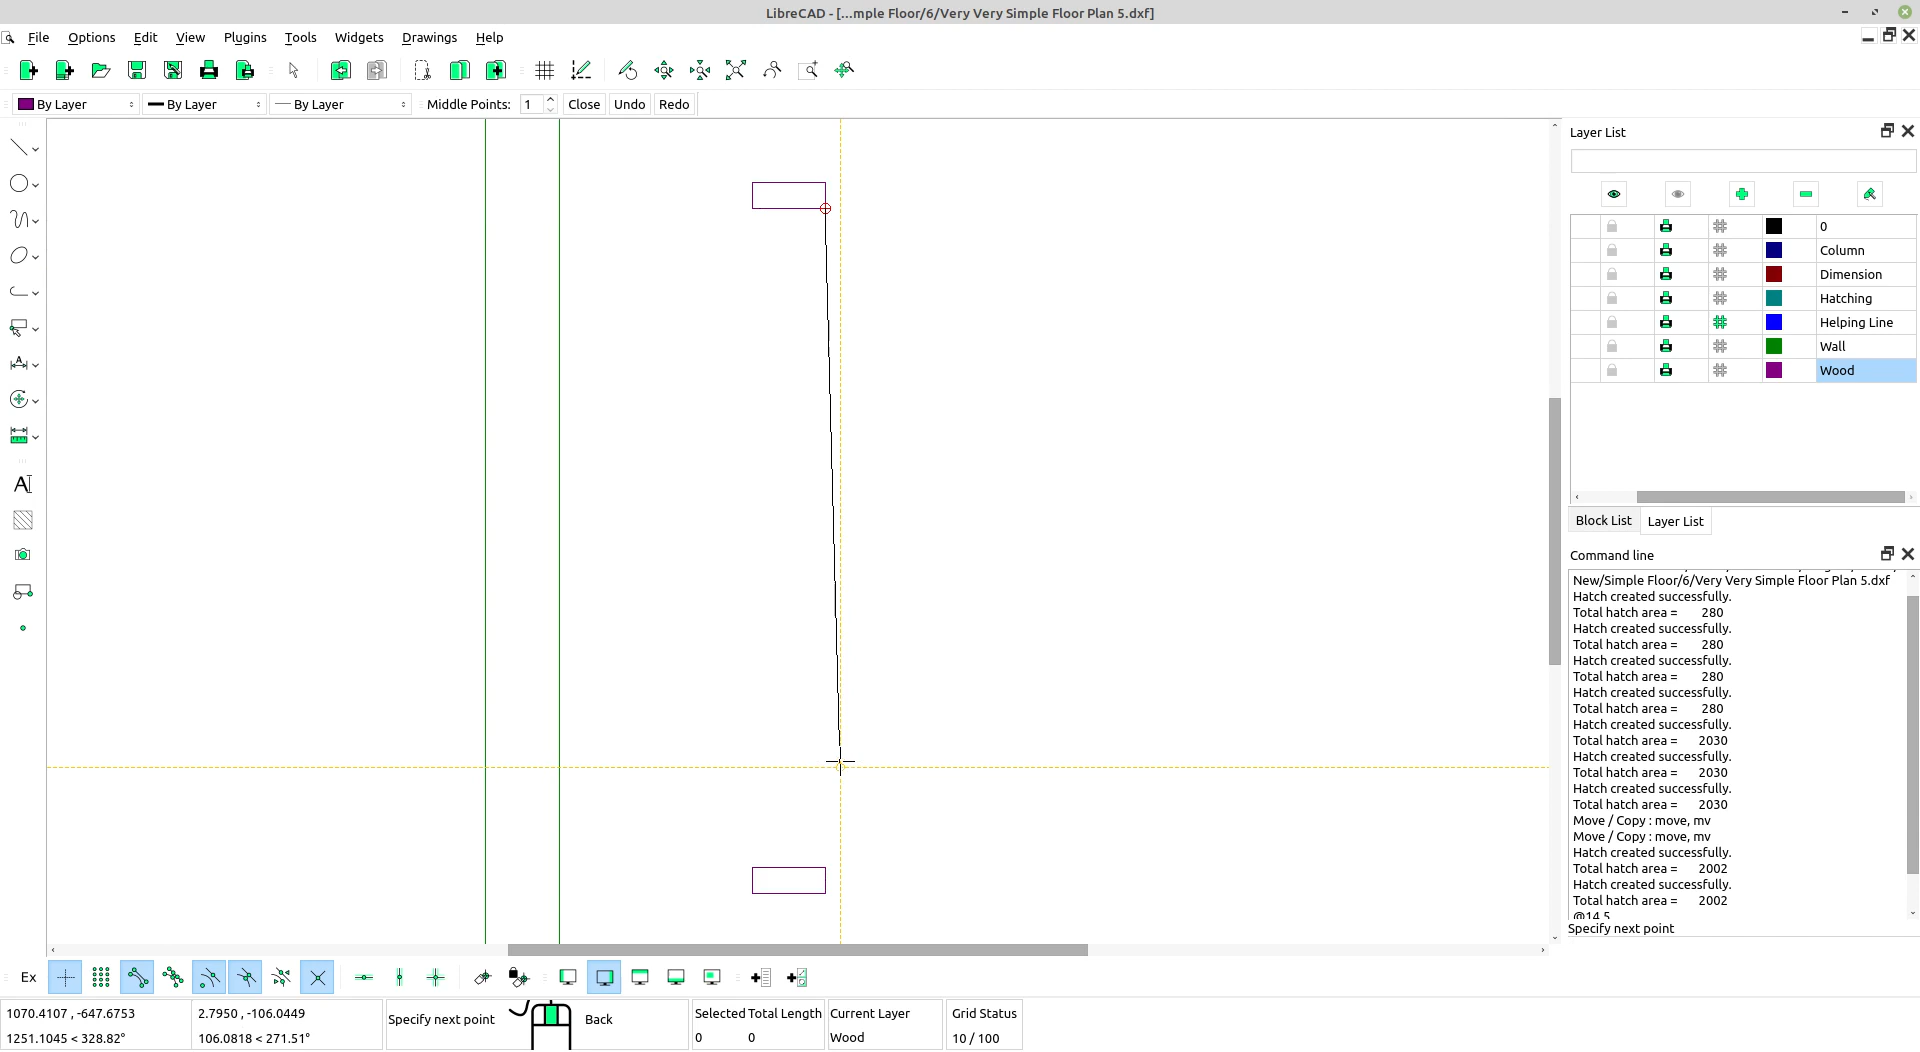 LibreCAD - [...mple Floor/6/Very Very Simple Floor Plan 5.dxf]
File Options Edit View Plugins Tools Widgets Drawings Help
By Layer By Layer By Layer Middle Points: 1 Close Undo Redo
Layer List
0
Column
Dimension
Hatching
Helping Line
Wall
Wood
Block List Layer List
Command line
New/Simple Floor/6/Very Very Simple Floor Plan 5.dxf
Hatch created successfully.
Total hatch area = 280
Hatch created successfully.
Total hatch area = 280
Hatch created successfully.
Total hatch area = 280
Hatch created successfully.
Total hatch area = 280
Hatch created successfully.
Total hatch area = 2030
Hatch created successfully.
Total hatch area = 2030
Hatch created successfully.
Total hatch area = 2030
Move / Copy : move, mv
Move / Copy : move, mv
Hatch created successfully.
Total hatch area = 2002
Hatch created successfully.
Total hatch area = 2002
@14,5
Specify next point
Ex
1070.4107 , -647.6753
1251.1045 < 328.82°
2.7950 , -106.0449
106.0818 < 271.51°
Specify next point
Back
Selected Total Length
0 0
Current Layer
Wood
Grid Status
10 / 100